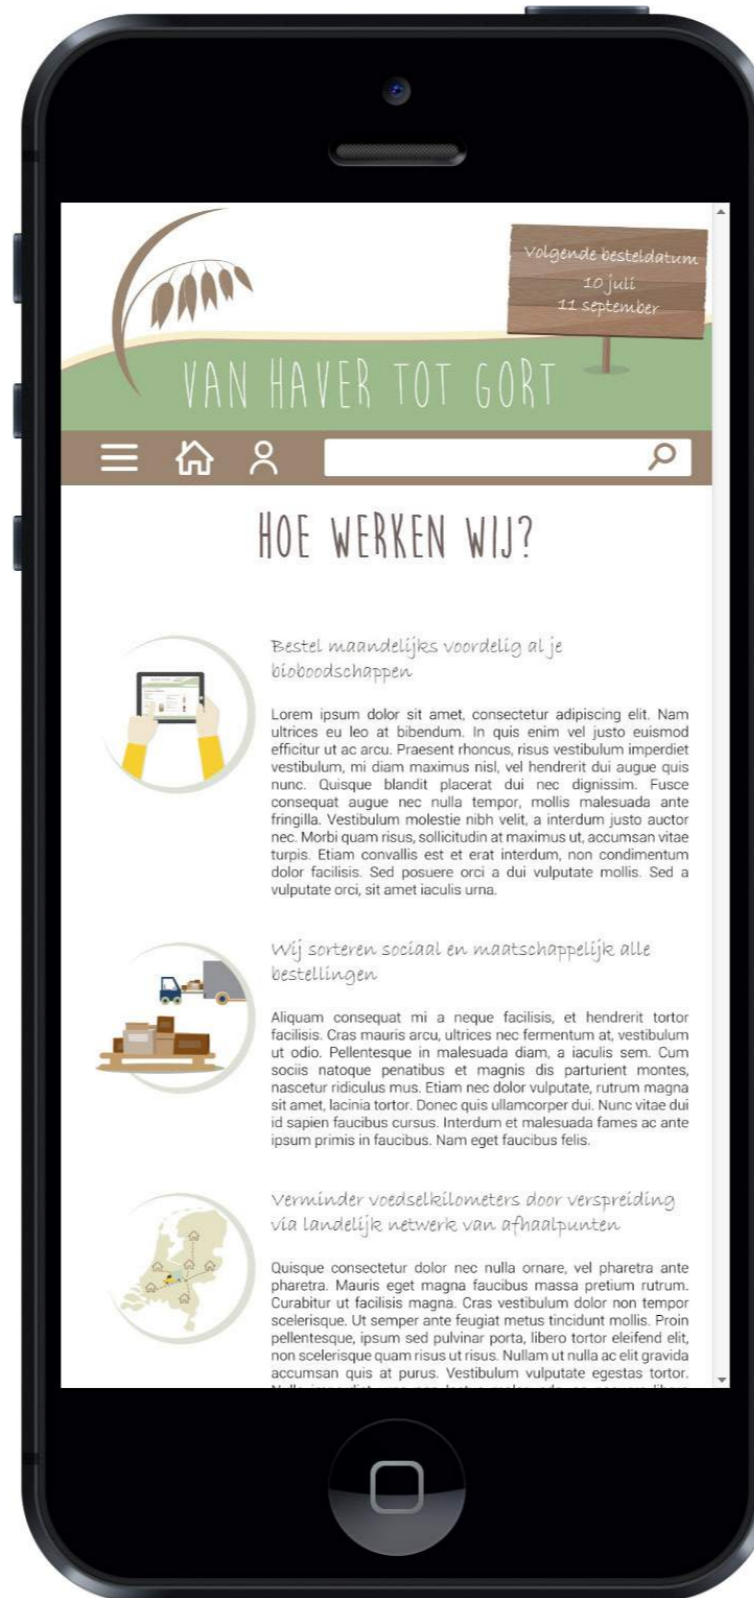 Volgende besteldatum
10 juli
11 september
VAN HAVER TOT GORT
HOE WERKEN WIJ?
Bestel maandelijks voordelig al je
bioboodschappen
Lorem ipsum dolor sit amet, consectetur adipiscing elit. Nam
ultrices eu leo at bibendum. In quis enim vel justo euismod
efficitur ut ac arcu. Praesent rhoncus, risus vestibulum imperdiet
vestibulum, mi diam maximus nisl, vel hendrerit dui augue quis
nunc. Quisque blandit placerat dui nec dignissim. Fusce
consequat augue nec nulla tempor, mollis malesuada ante
fringilla. Vestibulum molestie nibh velit, a interdum justo auctor
nec. Morbi quam risus, sollicitudin at maximus ut, accumsan vitae
turpis. Etiam convallis est et erat interdum, non condimentum
dolor facilisis. Sed posuere orci a dui vulputate mollis. Sed a
vulputate orci, sit amet iaculis urna.
Wij sorteren sociaal en maatschappelijk alle
bestellingen
Aliquam consequat mi a neque facilisis, et hendrerit tortor
facilisis. Cras mauris arcu, ultrices nec fermentum at, vestibulum
ut odio. Pellentesque in malesuada diam, a iaculis sem. Cum
sociis natoque penatibus et magnis dis parturient montes,
nascetur ridiculus mus. Etiam nec dolor vulputate, rutrum magna
sit amet, lacinia tortor. Donec quis ullamcorper dui. Nunc vitae dui
id sapien faucibus cursus. Interdum et malesuada fames ac ante
ipsum primis in faucibus. Nam eget faucibus felis.
Verminder voedselkilometers door verspreiding
via landelijk netwerk van afhaalpunten
Quisque consectetur dolor nec nulla ornare, vel pharetra ante
pharetra. Mauris eget magna faucibus massa pretium rutrum.
Curabitur ut facilisis magna. Cras vestibulum dolor non tempor
scelerisque. Ut semper ante feugiat metus tincidunt mollis. Proin
pellentesque, ipsum sed pulvinar porta, libero tortor eleifend elit,
non scelerisque quam risus ut risus. Nullam ut nulla ac elit gravida
accumsan quis at purus. Vestibulum vulputate egestas tortor.